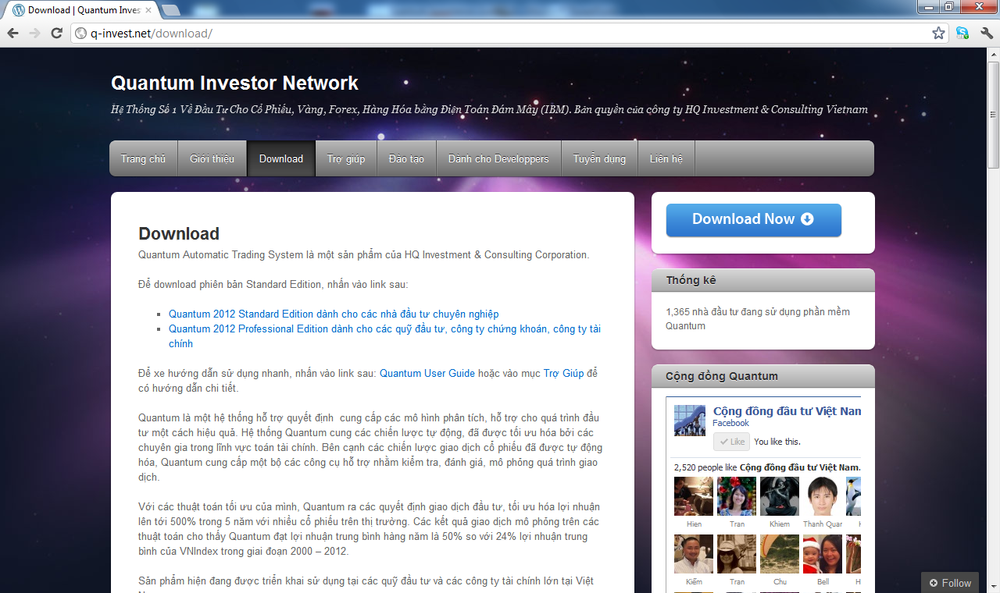 Download | Quantum Inves
q-invest.net/download/
Quantum Investor Network
Hệ Thống Số 1 Về Đầu Tư Cho Cổ Phiếu, Vàng, Forex, Hàng Hóa bằng Điện Toán Đám Mây (IBM). Bản quyền của công ty HQ Investment & Consulting Vietnam
Trang chủ Giới thiệu Download Trợ giúp Đào tạo Dành cho Developpers Tuyển dụng Liên hệ
Download
Quantum Automatic Trading System là một sản phẩm của HQ Investment & Consulting Corporation.
Để download phiên bản Standard Edition, nhấn vào link sau:
Quantum 2012 Standard Edition dành cho các nhà đầu tư chuyên nghiệp
Quantum 2012 Professional Edition dành cho các quỹ đầu tư, công ty chứng khoán, công ty tài
chính
Để xe hướng dẫn sử dụng nhanh, nhấn vào link sau: Quantum User Guide hoặc vào mục Trợ Giúp để
có hướng dẫn chi tiết.
Quantum là một hệ thống hỗ trợ quyết định cung cấp các mô hình phân tích, hỗ trợ cho quá trình đầu
tư một cách hiệu quả. Hệ thống Quantum cung các chiến lược tự động, đã được tối ưu hóa bởi các
chuyên gia trong lĩnh vực toán tài chính. Bên cạnh các chiến lược giao dịch cổ phiếu đã được tự động
hóa, Quantum cung cấp một bộ các công cụ hỗ trợ nhằm kiểm tra, đánh giá, mô phỏng quá trình giao
dịch.
Với các thuật toán tối ưu của mình, Quantum ra các quyết định giao dịch đầu tư, tối ưu hóa lợi nhuận
lên tới 500% trong 5 năm với nhiều cổ phiếu trên thị trường. Các kết quả giao dịch mô phỏng trên các
thuật toán cho thấy Quantum đạt lợi nhuận trung bình hàng năm là 50% so với 24% lợi nhuận trung
bình của VNIndex trong giai đoạn 2000 – 2012.
Sản phẩm hiện đang được triển khai sử dụng tại các quỹ đầu tư và các công ty tài chính lớn tại Việt
Download Now
Thống kê
1,365 nhà đầu tư đang sử dụng phần mềm
Quantum
Cộng đồng Quantum
Cộng đồng đầu tư Việt Nan
Facebook
Like You like this.
2,520 people like Cộng đồng đầu tư Việt Nam.
Hien Tran Khiem Thanh Quar
Kiếm Tran Chu Bell H
Follow